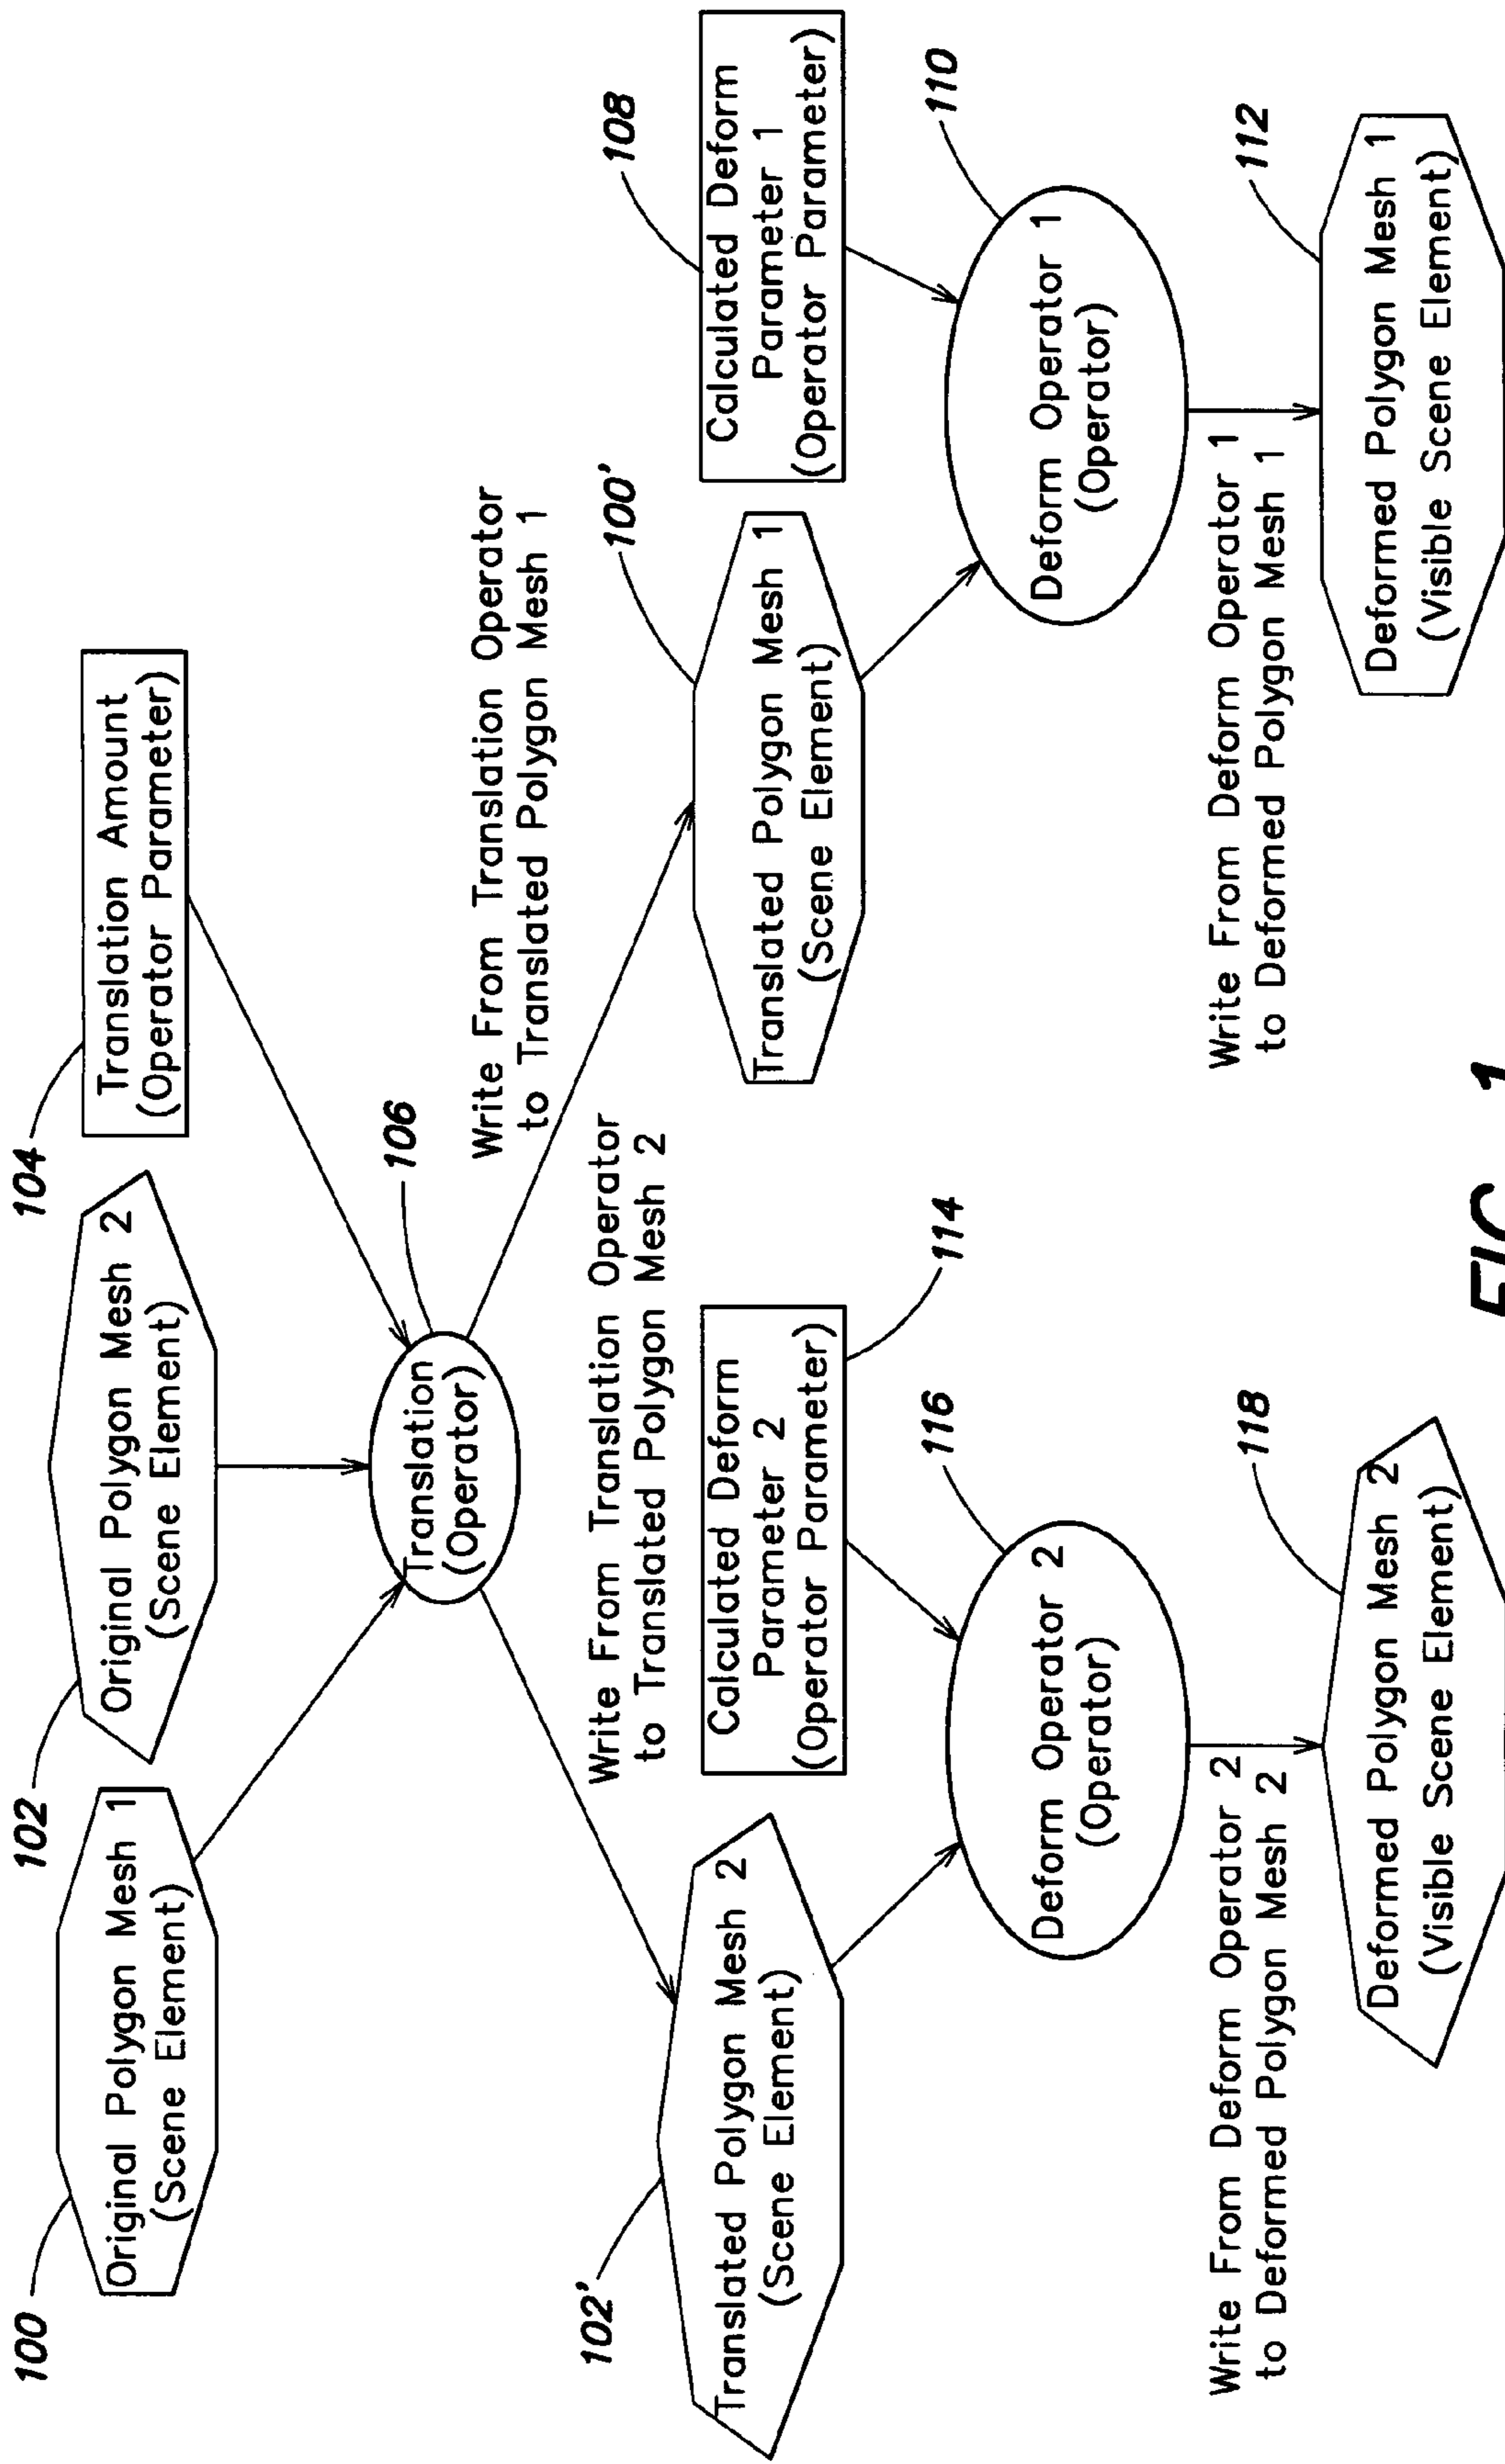 100
Original Polygon Mesh 1
(Scene Element)
102
Original Polygon Mesh 2
(Scene Element)
104
Translation Amount
(Operator Parameter)
106
Translation
(Operator)
Write From Translation Operator
to Translated Polygon Mesh 1
Write From Translation Operator
to Translated Polygon Mesh 2
102'
Translated Polygon Mesh 2
(Scene Element)
Calculated Deform
Parameter 2
(Operator Parameter)
114
100'
Translated Polygon Mesh 1
(Scene Element)
108
Calculated Deform
Parameter 1
(Operator Parameter)
Deform Operator 2
(Operator)
116
Deform Operator 1
(Operator)
110
Write From Deform Operator 2
to Deformed Polygon Mesh 2
Write From Deform Operator 1
to Deformed Polygon Mesh 1
118
Deformed Polygon Mesh 2
(Visible Scene Element)
112
Deformed Polygon Mesh 1
(Visible Scene Element)
FIG. 1